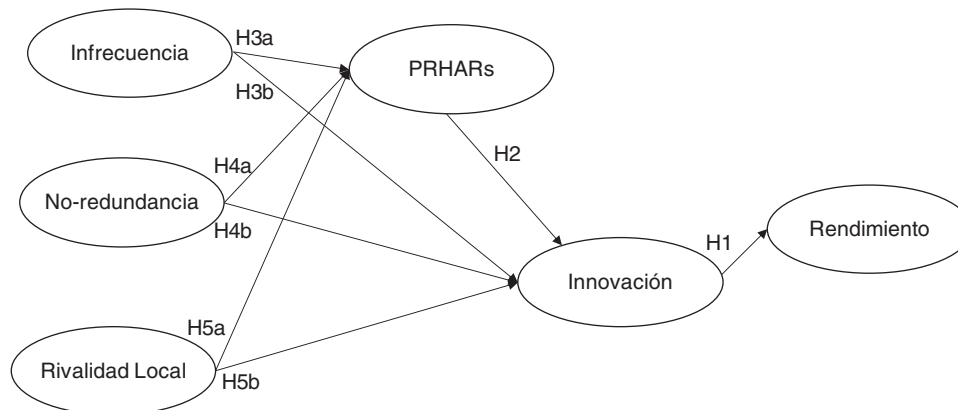 Infrecuencia
H3a
H3b
PRHARs
H2
H4a
No-redundancia
H4b
H1
Rendimiento
Innovación
H5a
Rivalidad Local
H5b